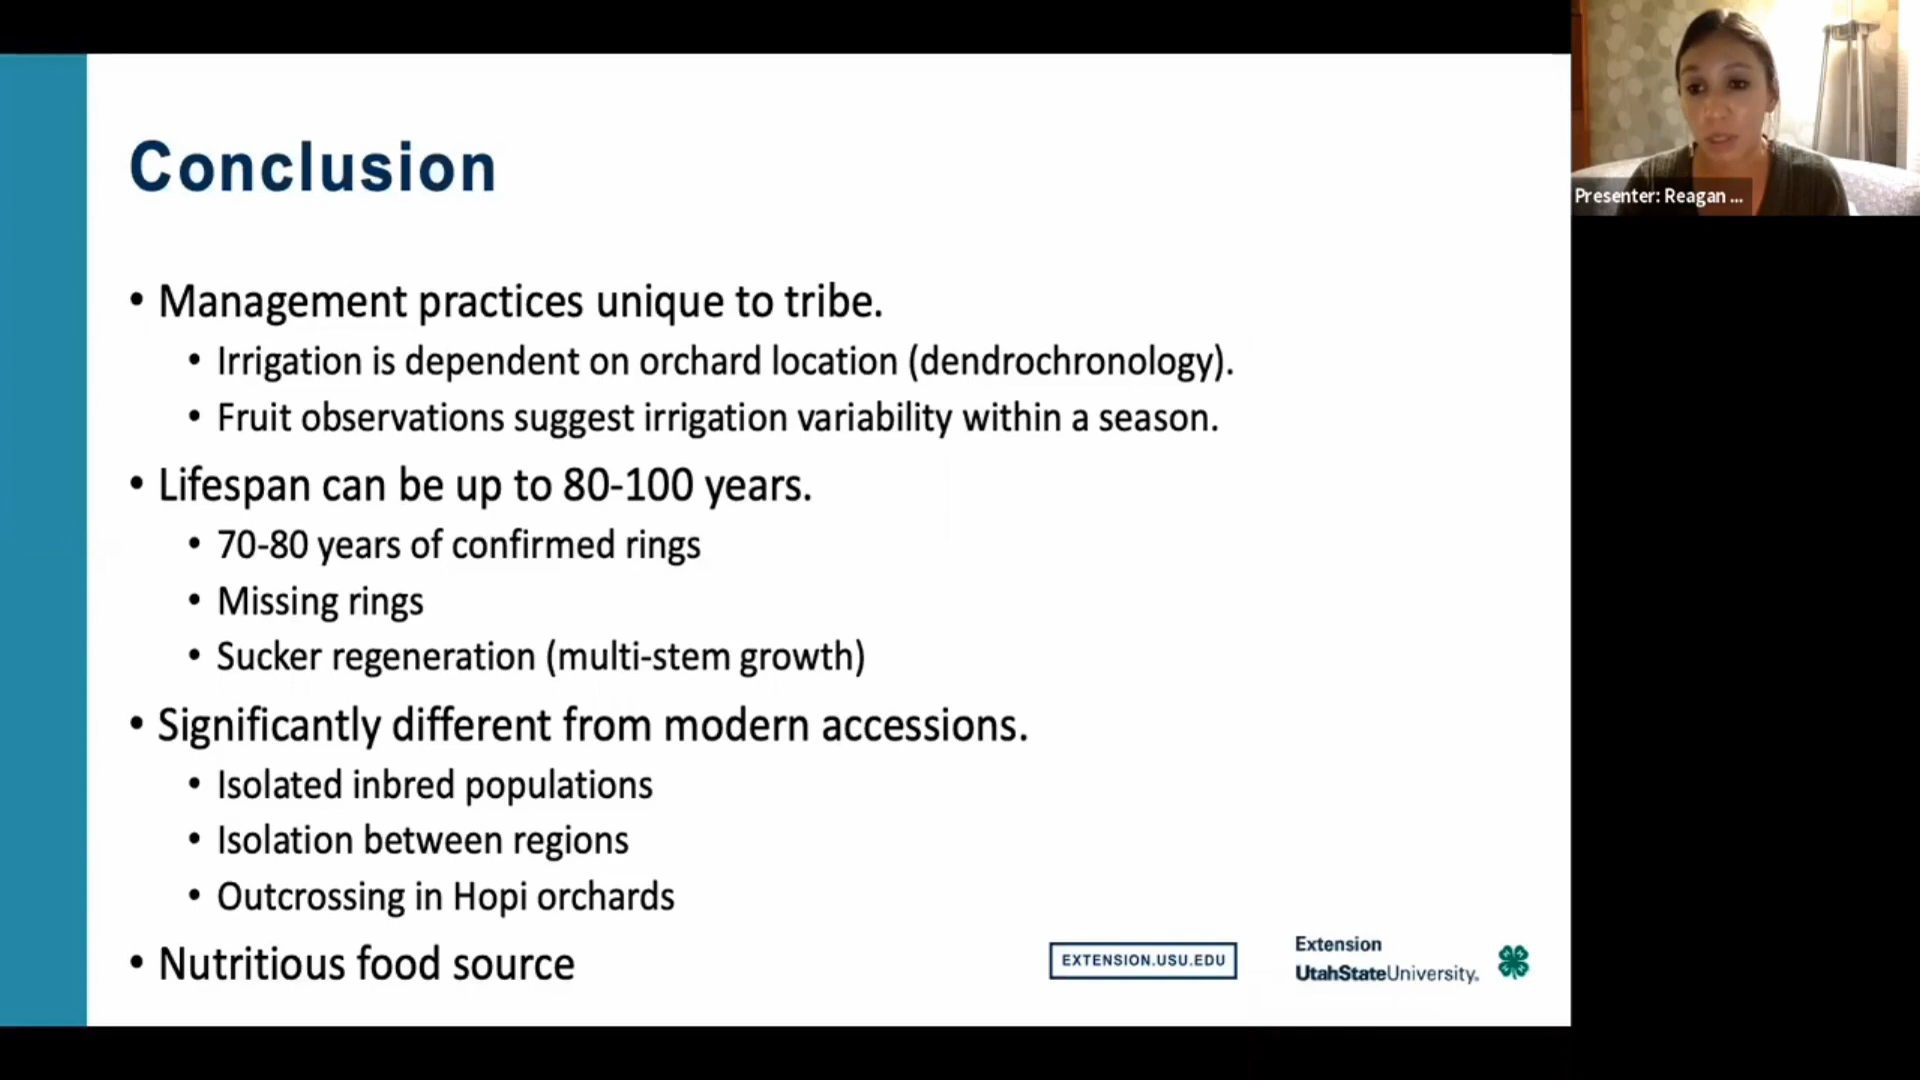 Conclusion
• Management practices unique to tribe.
• Irrigation is dependent on orchard location (dendrochronology).
• Fruit observations suggest irrigation variability within a season.
• Lifespan can be up to 80-100 years.
• 70-80 years of confirmed rings
• Missing rings
• Sucker regeneration (multi-stem growth)
• Significantly different from modern accessions.
• Isolated inbred populations
• Isolation between regions
• Outcrossing in Hopi orchards
• Nutritious food source
EXTENSION.USU.EDU
Extension
UtahStateUniversity.
Presenter: Reagan ...